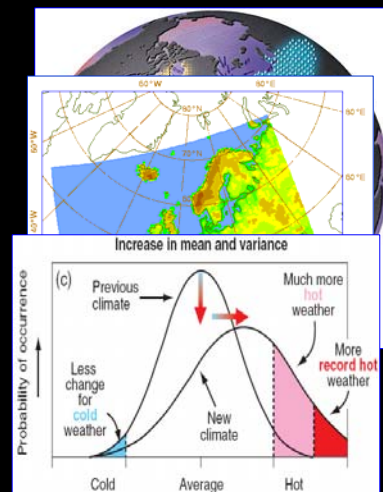 60°W
60°E
60°W
60°E
80°N
70°N
60°E
40°W
Increase in mean and variance
(c)
Previous
climate
Much more
hot
weather
Less
change
for
cold
weather
New
climate
More
record hot
weather
Probability of occurrence
Cold
Average
Hot